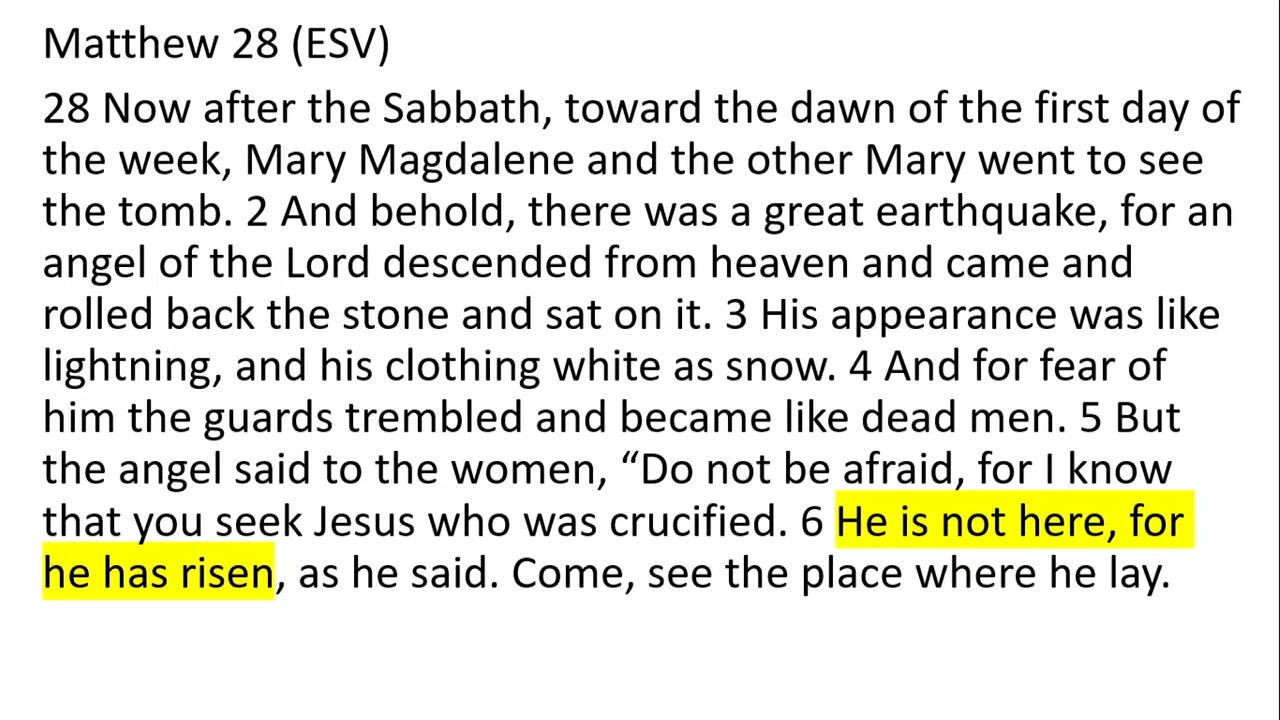 Matthew 28 (ESV)
28 Now after the Sabbath, toward the dawn of the first day of
the week, Mary Magdalene and the other Mary went to see
the tomb. 2 And behold, there was a great earthquake, for an
angel of the Lord descended from heaven and came and
rolled back the stone and sat on it. 3 His appearance was like
lightning, and his clothing white as snow. 4 And for fear of
him the guards trembled and became like dead men. 5 But
the angel said to the women, “Do not be afraid, for I know
that you seek Jesus who was crucified. 6 He is not here, for
he has risen, as he said. Come, see the place where he lay.